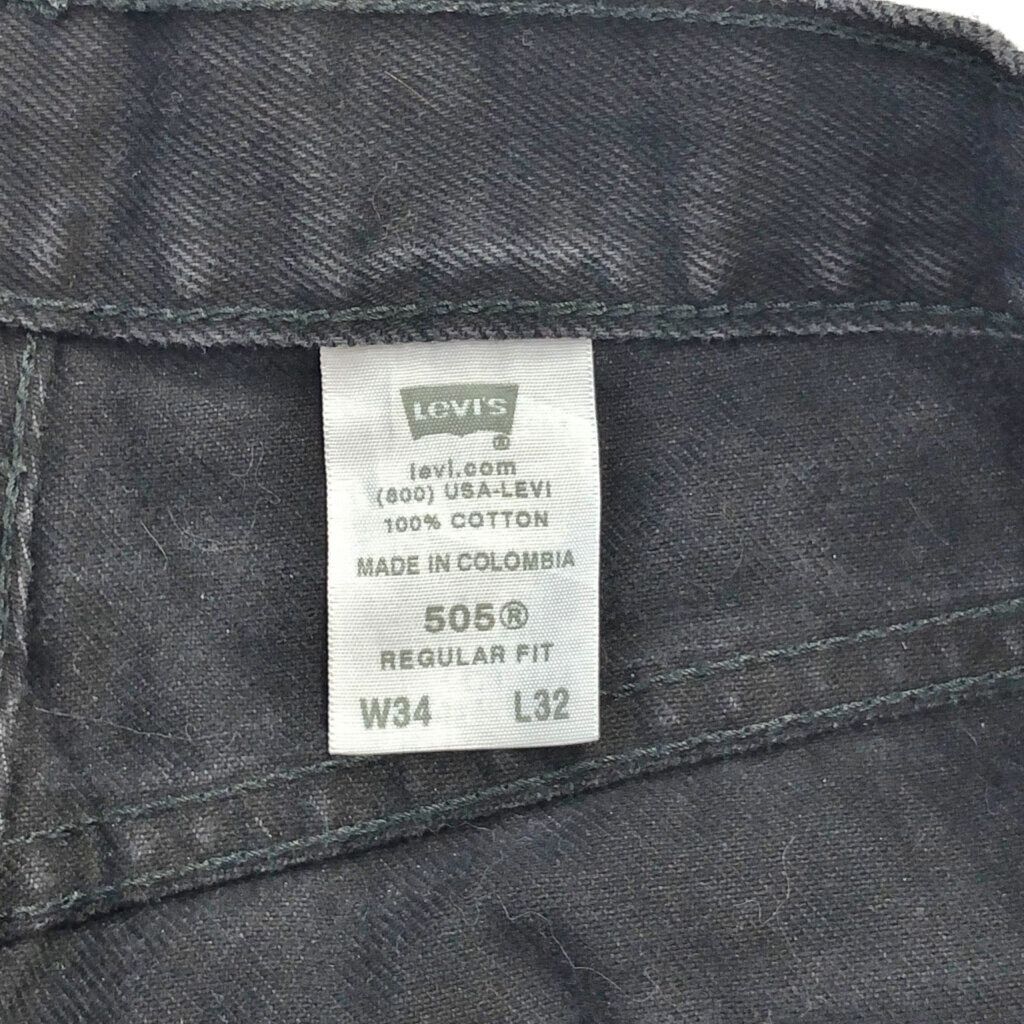 Levi's
®
levi.com
(800) USA-LEVI
100% COTTON
MADE IN COLOMBIA
505®
REGULAR FIT
W34 L32